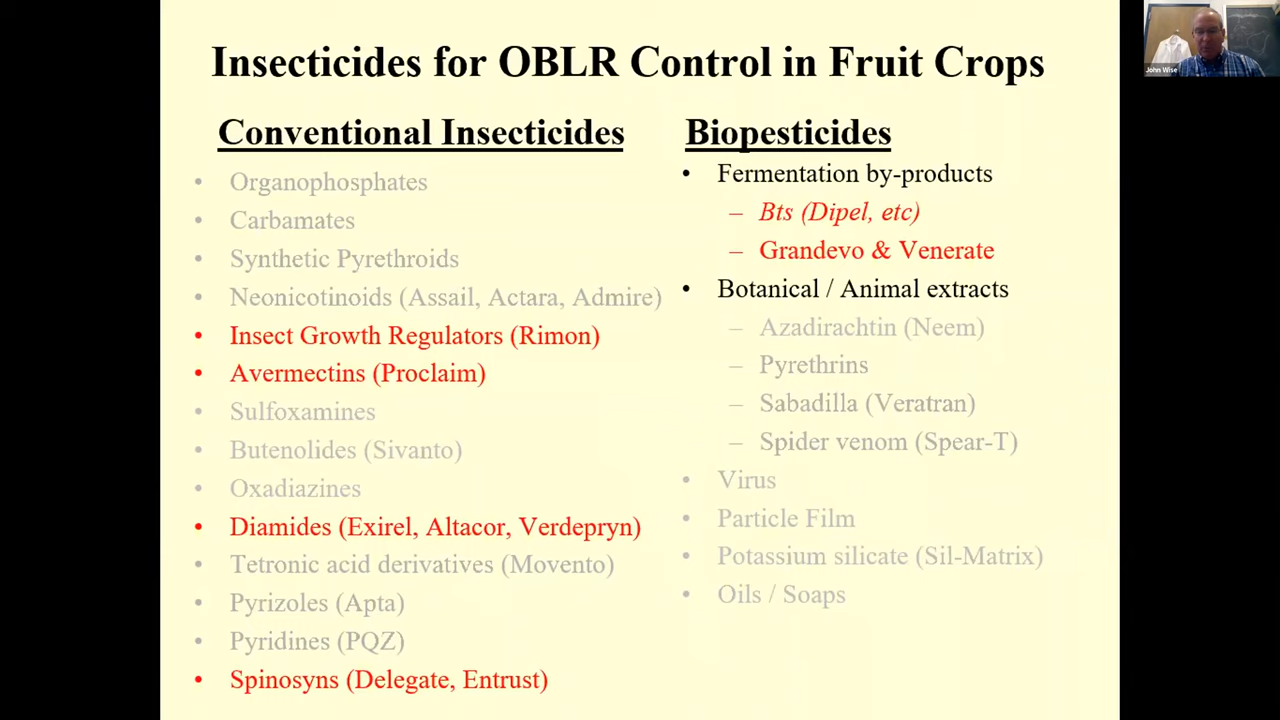 Insecticides for OBLR Control in Fruit Crops
Conventional Insecticides
• Organophosphates
• Carbamates
• Synthetic Pyrethroids
• Neonicotinoids (Assail, Actara, Admire)
• Insect Growth Regulators (Rimon)
• Avermectins (Proclaim)
• Sulfoxamines
• Butenolides (Sivanto)
• Oxadiazines
• Diamides (Exirel, Altacor, Verdepryn)
• Tetronic acid derivatives (Movento)
• Pyrizoles (Apta)
• Pyridines (PQZ)
• Spinosyns (Delegate, Entrust)
Biopesticides
• Fermentation by-products
– Bts (Dipel, etc)
– Grandevo & Venerate
• Botanical / Animal extracts
– Azadirachtin (Neem)
– Pyrethrins
– Sabadilla (Veratran)
– Spider venom (Spear-T)
• Virus
• Particle Film
• Potassium silicate (Sil-Matrix)
• Oils / Soaps
John Wise